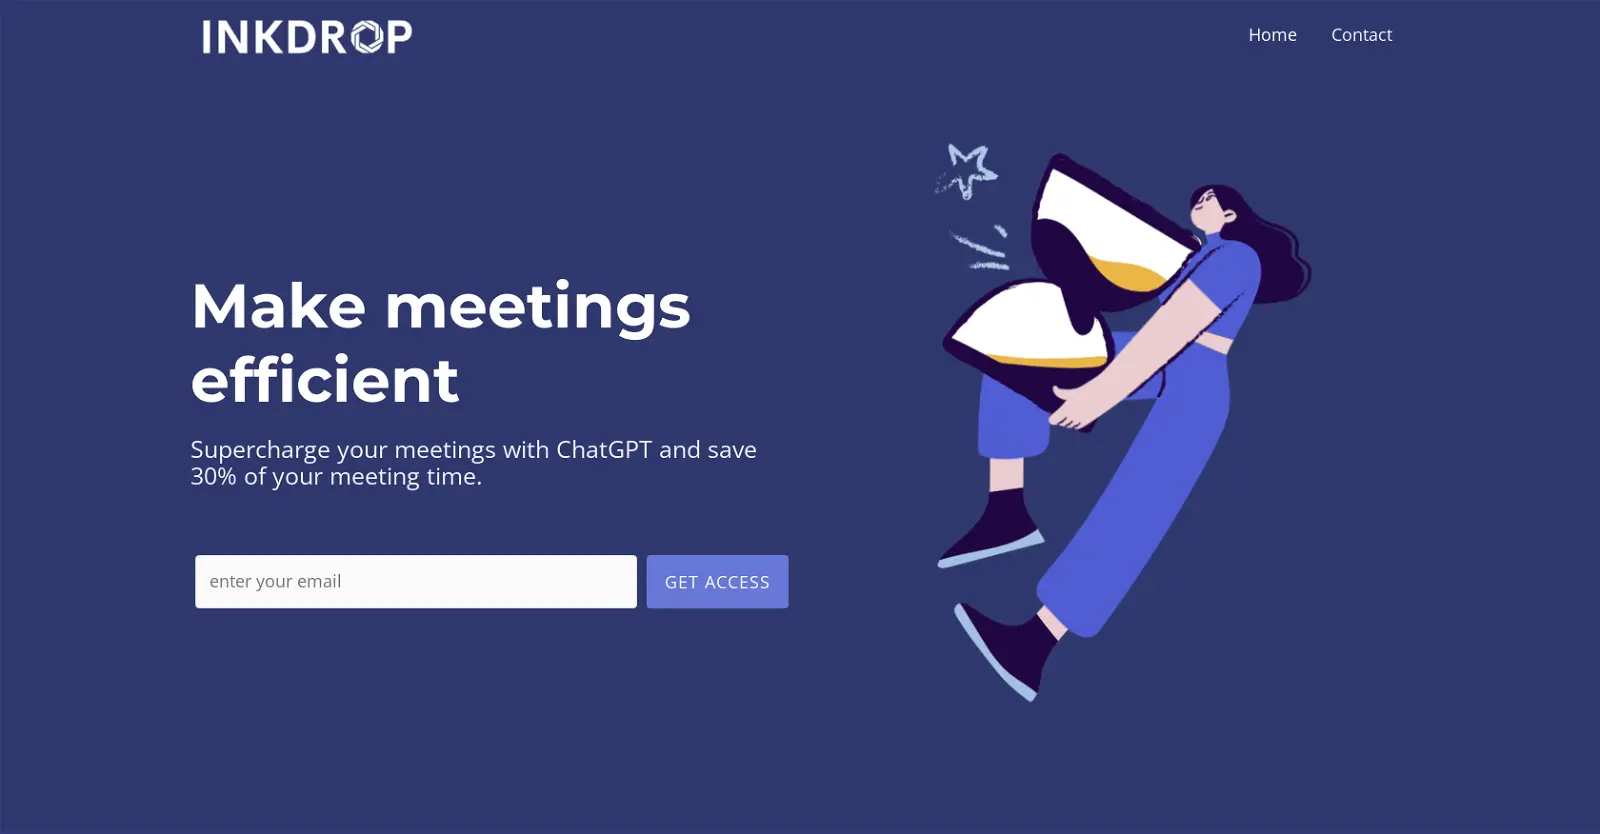 INKDROP
Home
Contact
Make meetings
efficient
Supercharge your meetings with ChatGPT and save
30% of your meeting time.
enter your email
GET ACCESS